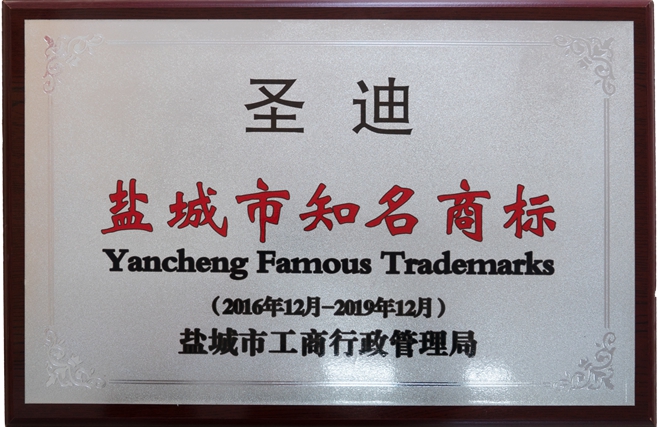 圣迪
盐城市知名商标
Yancheng Famous Trademarks
（2016年12月-2019年12月）
盐城市工商行政管理局